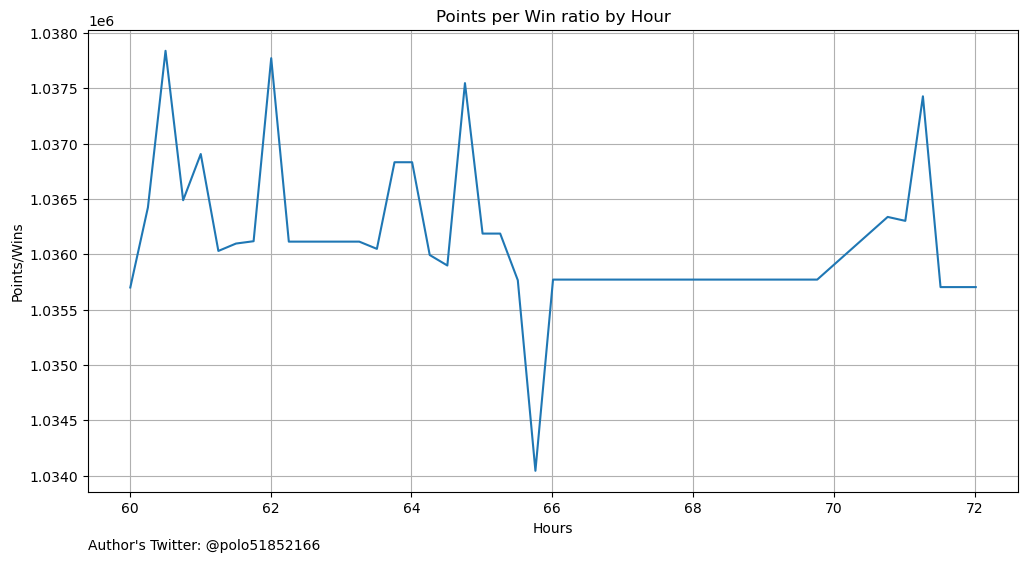 Points per Win ratio by Hour
1e6
1.0380
1.0375
1.0370
1.0365
1.0360
1.0355
1.0350
1.0345
1.0340
Points/Wins
60 62 64 66 68 70 72
Hours
Author's Twitter: @polo51852166